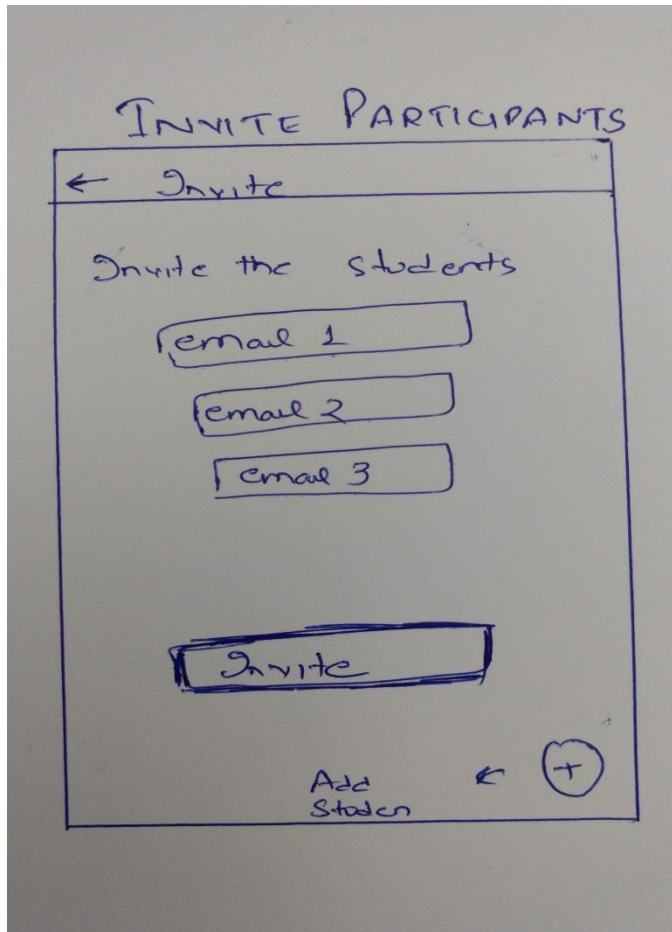 INVITE PARTICIPANTS
← Invite
Invite the students
email 1
email 2
email 3
Invite
Add ← +
Studen